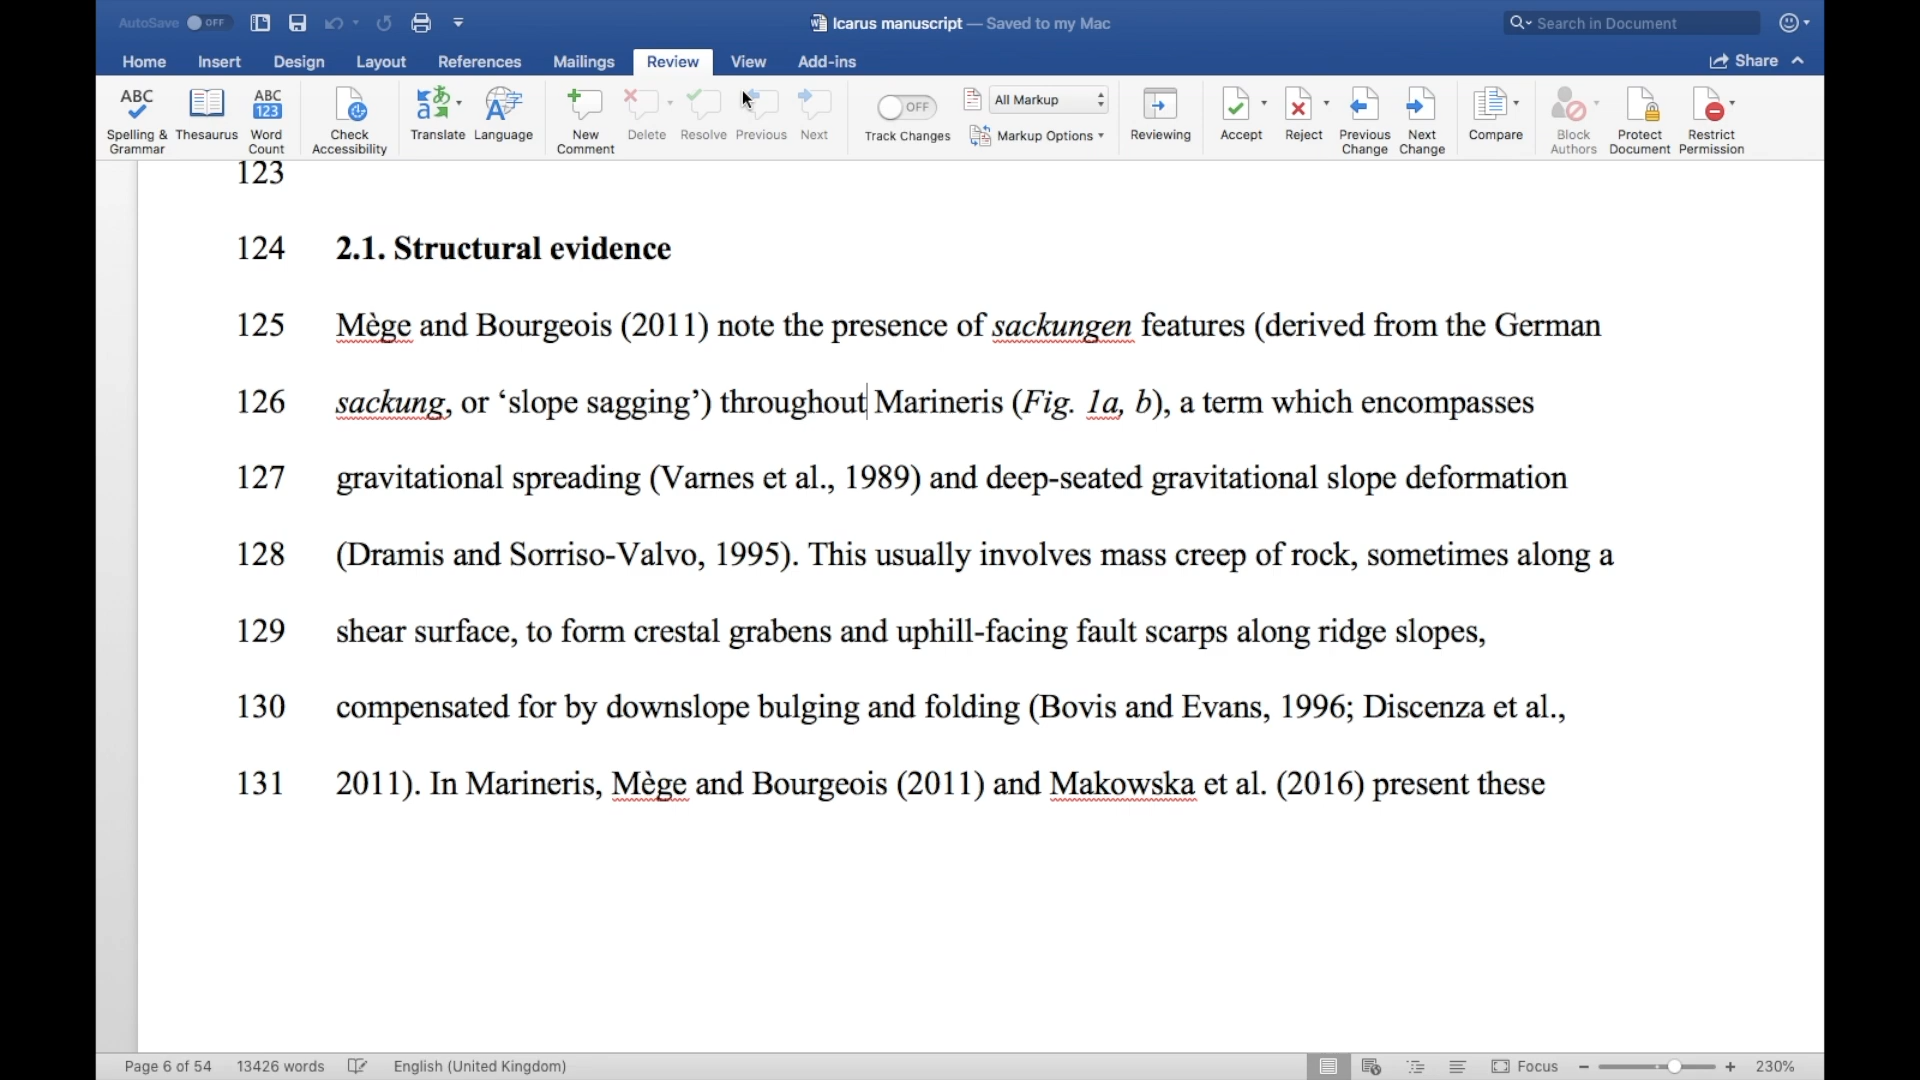 AutoSave OFF
Icarus manuscript — Saved to my Mac
Search in Document
Home Insert Design Layout References Mailings Review View Add-ins Share
ABC Spelling & Grammar
Thesaurus
ABC 123 Word Count
Check Accessibility
Translate
Language
New Comment
Delete
Resolve
Previous
Next
OFF Track Changes
All Markup
Markup Options
Reviewing
Accept
Reject
Previous Change
Next Change
Compare
Block Authors
Protect Document
Restrict Permission
123
124 2.1. Structural evidence
125 Mège and Bourgeois (2011) note the presence of sackungen features (derived from the German
126 sackung, or ‘slope sagging’) throughout Marineris (Fig. 1a, b), a term which encompasses
127 gravitational spreading (Varnes et al., 1989) and deep-seated gravitational slope deformation
128 (Dramis and Sorriso-Valvo, 1995). This usually involves mass creep of rock, sometimes along a
129 shear surface, to form crestal grabens and uphill-facing fault scarps along ridge slopes,
130 compensated for by downslope bulging and folding (Bovis and Evans, 1996; Discenza et al.,
131 2011). In Marineris, Mège and Bourgeois (2011) and Makowska et al. (2016) present these
Page 6 of 54 13426 words English (United Kingdom) Focus 230%